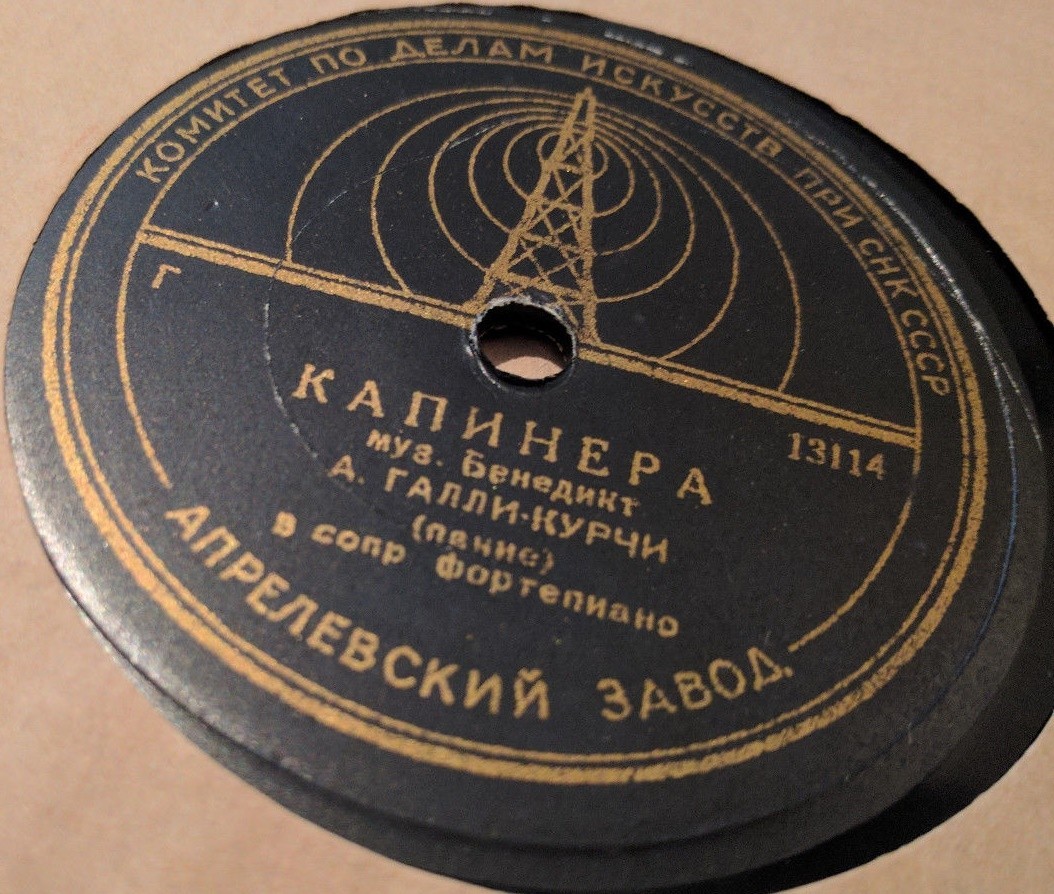 КОМИТЕТ ПО ДЕЛАМ ИСКУССТВ ПРИ СНК СССР
Г
13114
КАПИНЕРА
муз. Бенедикт
А. ГАЛЛИ-КУРЧИ
(пение)
в сопр фортепиано
АПРЕЛЕВСКИЙ ЗАВОД.